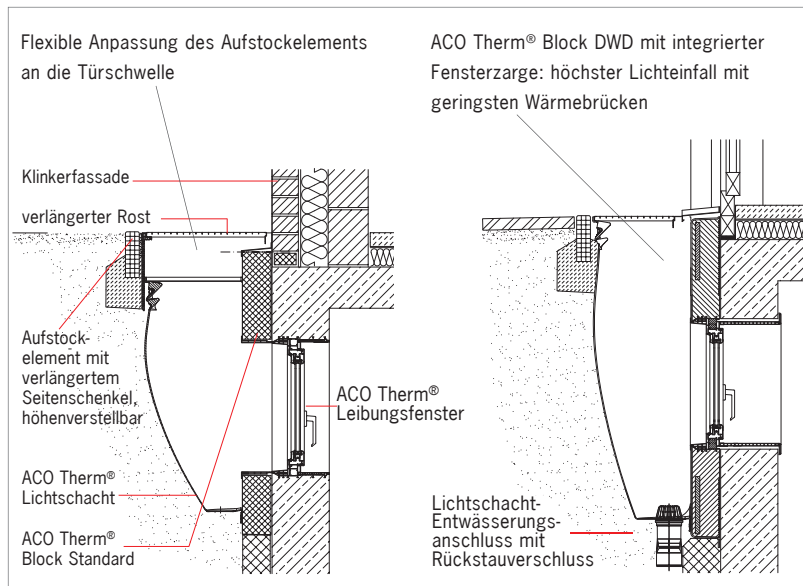 Flexible Anpassung des Aufstockelements
an die Türschwelle
ACO Therm® Block DWD mit integrierter
Fensterzarge: höchster Lichteinfall mit
geringsten Wärmebrücken
Klinkerfassade
verlängerter Rost
Aufstock-
element mit
verlängertem
Seitenschenkel,
höhenverstellbar
ACO Therm®
Leibungsfenster
ACO Therm®
Lichtschacht
ACO Therm®
Block Standard
Lichtschacht-
Entwässerungs-
anschluss mit
Rückstauverschluss